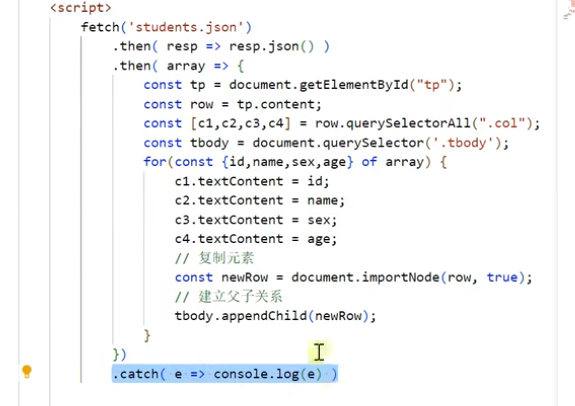 <script>
fetch('students.json')
.then( resp => resp.json() )
.then( array => {
const tp = document.getElementById("tp");
const row = tp.content;
const [c1,c2,c3,c4] = row.querySelectorAll(".col");
const tbody = document.querySelector('.tbody');
for(const {id,name,sex,age} of array) {
c1.textContent = id;
c2.textContent = name;
c3.textContent = sex;
c4.textContent = age;
// 复制元素
const newRow = document.importNode(row, true);
// 建立父子关系
tbody.appendChild(newRow);
}
})
.catch( e => console.log(e) )